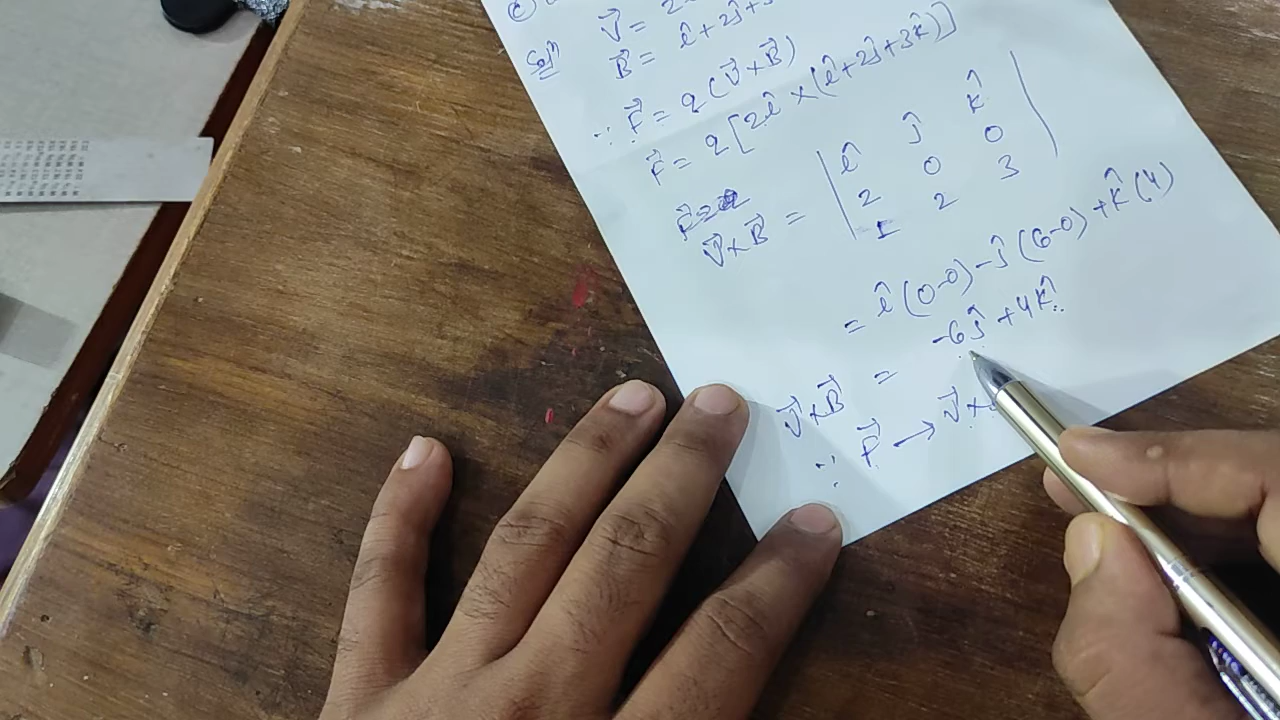 (c)
Solⁿ V⃗ = 2
B⃗ = î+2ĵ+3
∴ F⃗ = q(V⃗×B⃗)
F⃗ = q[2î×(î+2ĵ+3k̂)]
F⃗=
V⃗×B⃗ = | î ĵ k̂ |
2 0 0
1 2 3
= î(0-0)-ĵ(6-0)+k̂(4)
V⃗×B⃗ = -6ĵ+4k̂
∴ F⃗ → V⃗×